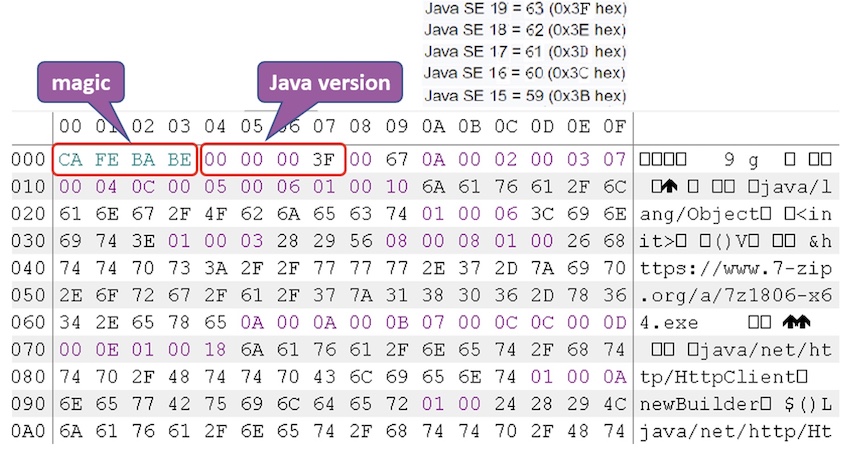 Java SE 19 = 63 (0x3F hex)
Java SE 18 = 62 (0x3E hex)
Java SE 17 = 61 (0x3D hex)
Java SE 16 = 60 (0x3C hex)
Java SE 15 = 59 (0x3B hex)
magic
Java version
00 01 02 03 04 05 06 07 08 09 0A 0B 0C 0D 0E 0F
000 CA FE BA BE 00 00 00 3F 00 67 0A 00 02 00 03 07 □□□□ 9 g □ □□
010 00 04 0C 00 05 00 06 01 00 10 6A 61 76 61 2F 6C □🡅 □ □□□ □java/l
020 61 6E 67 2F 4F 62 6A 65 63 74 01 00 06 3C 69 6E ang/Object□ □<in
030 69 74 3E 01 00 03 28 29 56 08 00 08 01 00 26 68 it>□ □()V□ □□ &h
040 74 74 70 73 3A 2F 2F 77 77 77 2E 37 2D 7A 69 70 ttps://www.7-zip
050 2E 6F 72 67 2F 61 2F 37 7A 31 38 30 36 2D 78 36 .org/a/7z1806-x6
060 34 2E 65 78 65 0A 00 0A 00 0B 07 00 0C 0C 00 0D 4.exe □□ 🡅🡅
070 00 0E 01 00 18 6A 61 76 61 2F 6E 65 74 2F 68 74 □□ □java/net/ht
080 74 70 2F 48 74 74 70 43 6C 69 65 6E 74 01 00 0A tp/HttpClient□
090 6E 65 77 42 75 69 6C 64 65 72 01 00 24 28 29 4C newBuilder□ $()L
0A0 6A 61 76 61 2F 6E 65 74 2F 68 74 74 70 2F 48 74 java/net/http/Ht